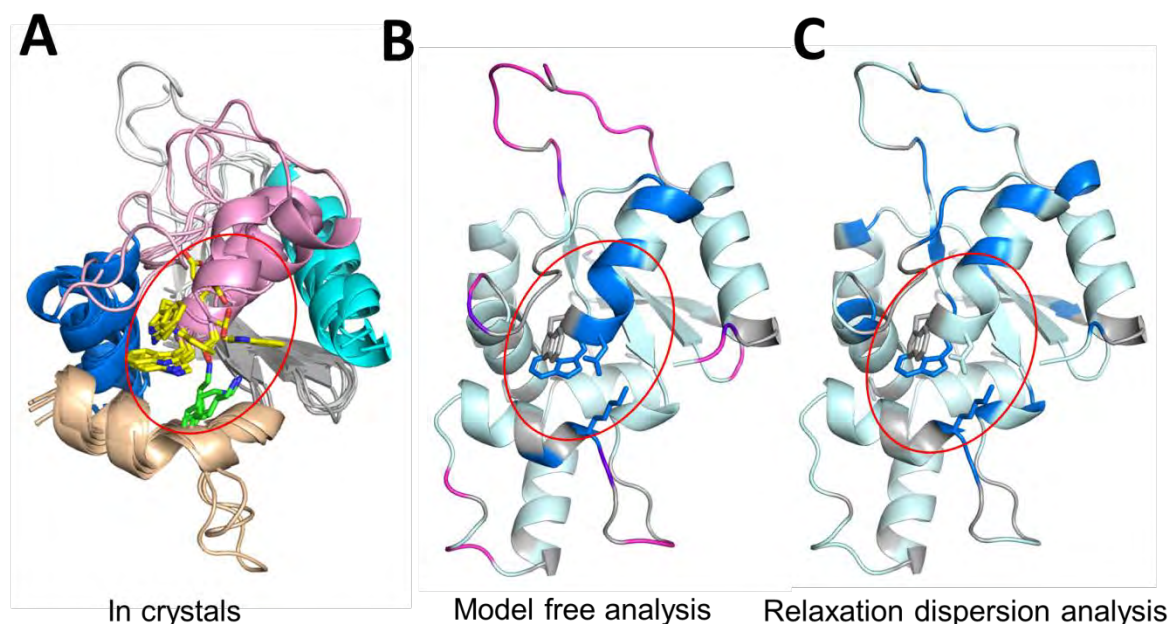 A
B
C
In crystals
Model free analysis
Relaxation dispersion analysis